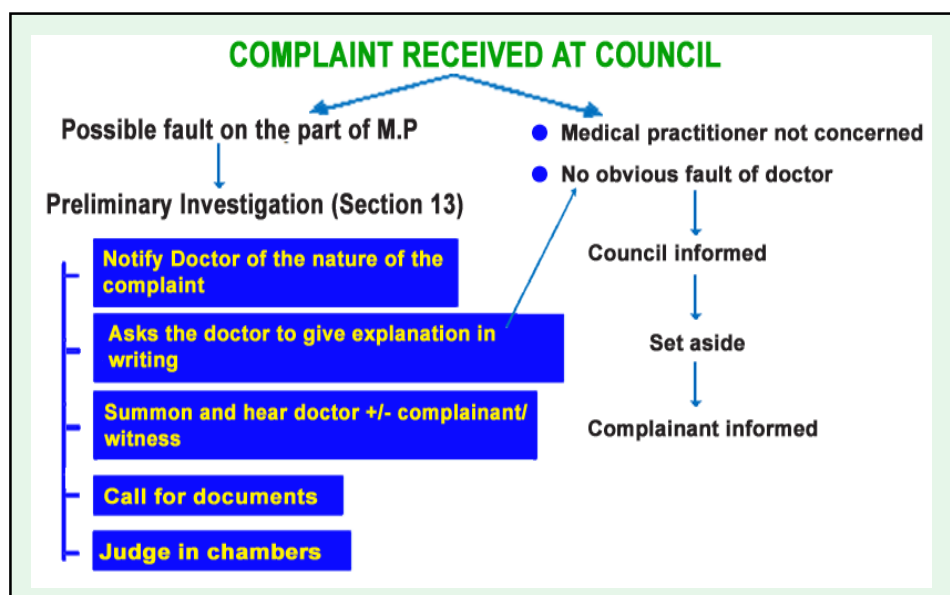 COMPLAINT RECEIVED AT COUNCIL
Possible fault on the part of M.P
Preliminary Investigation (Section 13)
Notify Doctor of the nature of the
complaint
Asks the doctor to give explanation in
writing
Summon and hear doctor +/- complainant/
witness
Call for documents
Judge in chambers
Medical practitioner not concerned
No obvious fault of doctor
Council informed
Set aside
Complainant informed